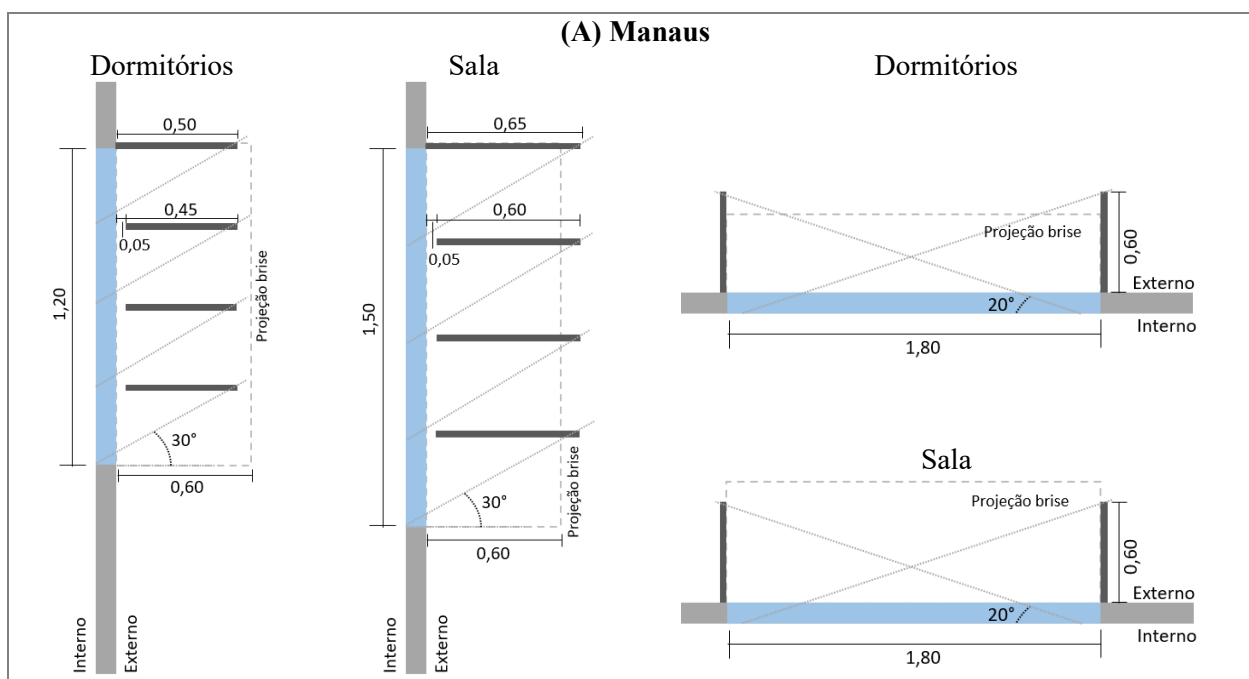 (A) Manaus
Dormitórios
0,50
0,45
0,05
1,20
Projeção brise
30°
0,60
Interno
Externo
Sala
0,65
0,60
0,05
1,50
Projeção brise
30°
0,60
Interno
Externo
Dormitórios
Projeção brise
0,60
Externo
20°
Interno
1,80
Sala
Projeção brise
0,60
Externo
20°
Interno
1,80